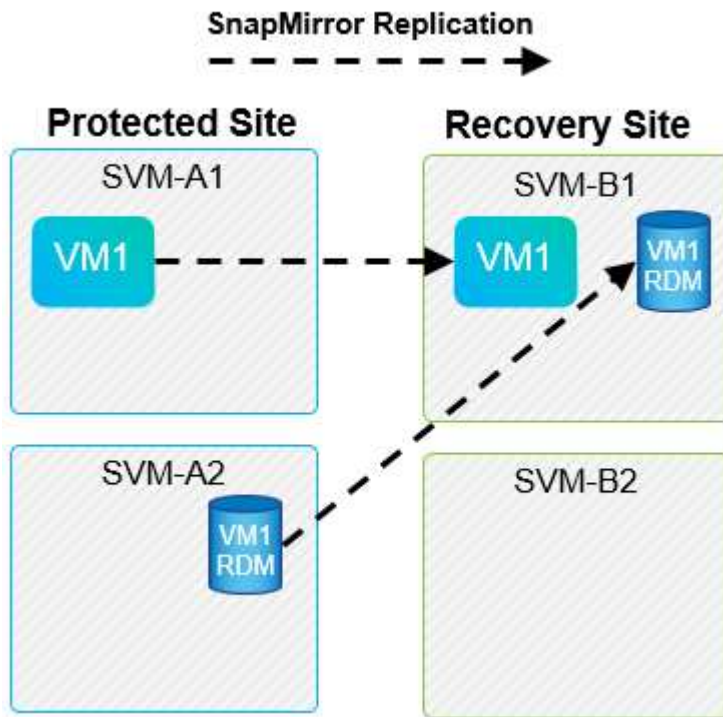 SnapMirror Replication
Protected Site
Recovery Site
SVM-A1
VM1
SVM-B1
VM1
VM1
RDM
SVM-A2
VM1
RDM
SVM-B2